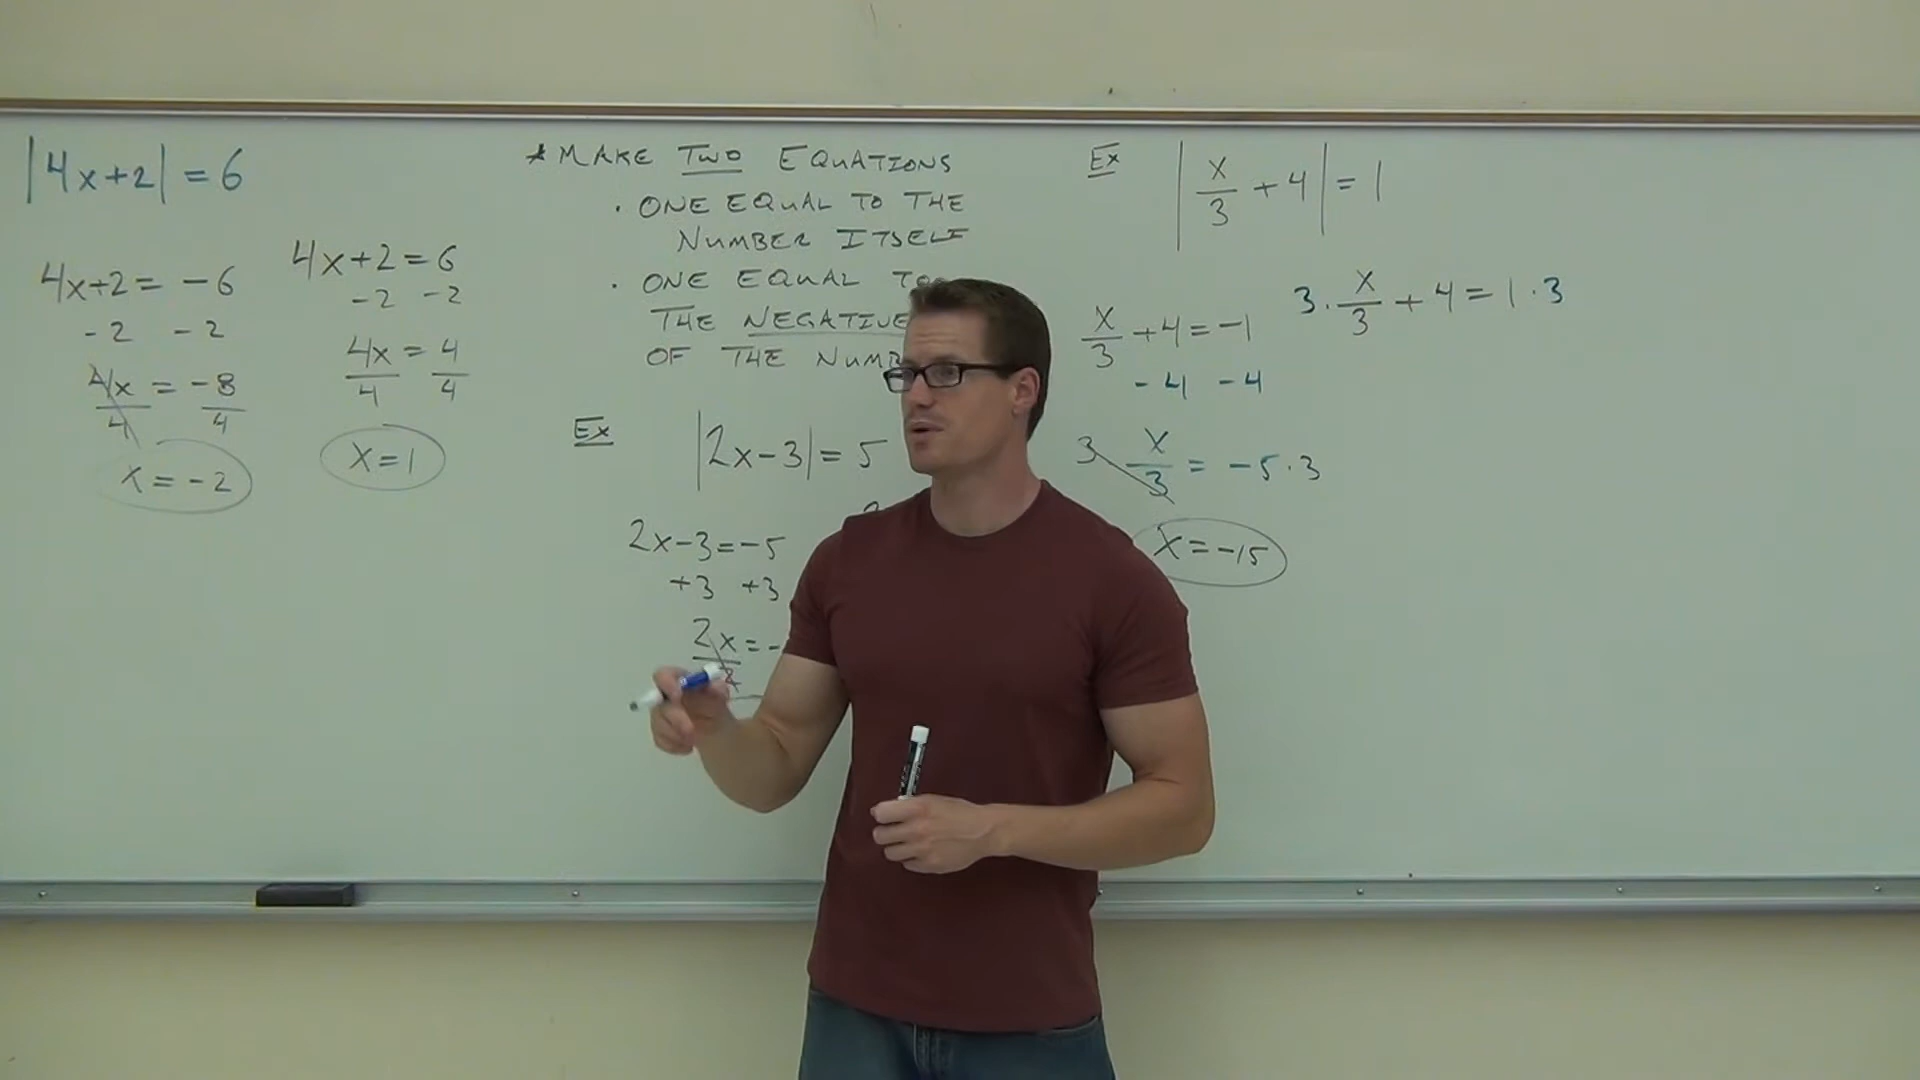 |4x+2| = 6
4x+2 = -6
-2 -2
4x = -8
4 4
x = -2
4x+2 = 6
-2 -2
4x = 4
4 4
x = 1
* MAKE TWO EQUATIONS
• ONE EQUAL TO THE
NUMBER ITSELF
• ONE EQUAL TO
THE NEGATIVE
OF THE
Ex |2x-3| = 5
2x-3 = -5
+3 +3
2x = -
2
Ex |x/3 + 4| = 1
x/3 + 4 = -1
-4 -4
3 x/3 = -5·3
x = -15
3· x/3 + 4 = 1·3